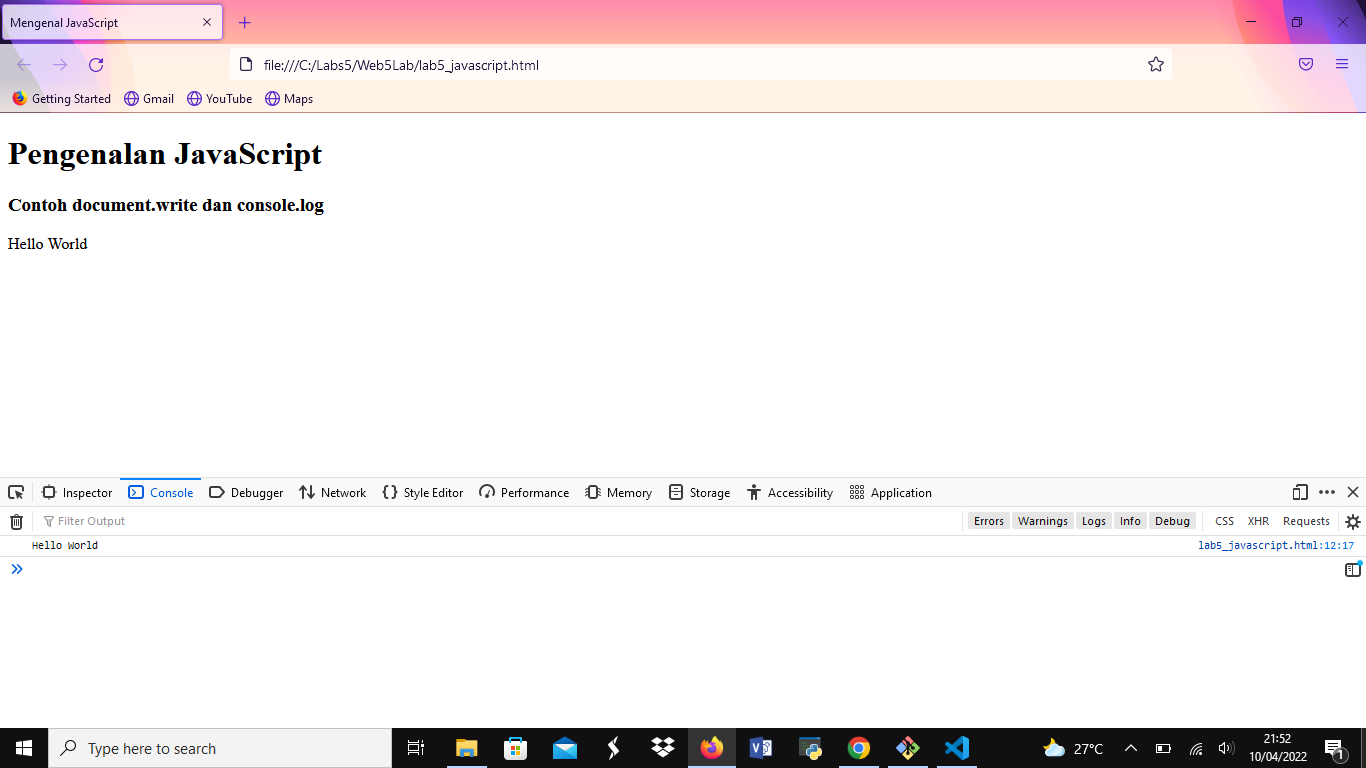 Mengenal JavaScript
file:///C:/Labs5/Web5Lab/lab5_javascript.html
Getting Started Gmail YouTube Maps
Pengenalan JavaScript
Contoh document.write dan console.log
Hello World
Inspector Console Debugger Network Style Editor Performance Memory Storage Accessibility Application
Filter Output Errors Warnings Logs Info Debug CSS XHR Requests
Hello World lab5_javascript.html:12:17
Type here to search 27°C 21:52
10/04/2022 1